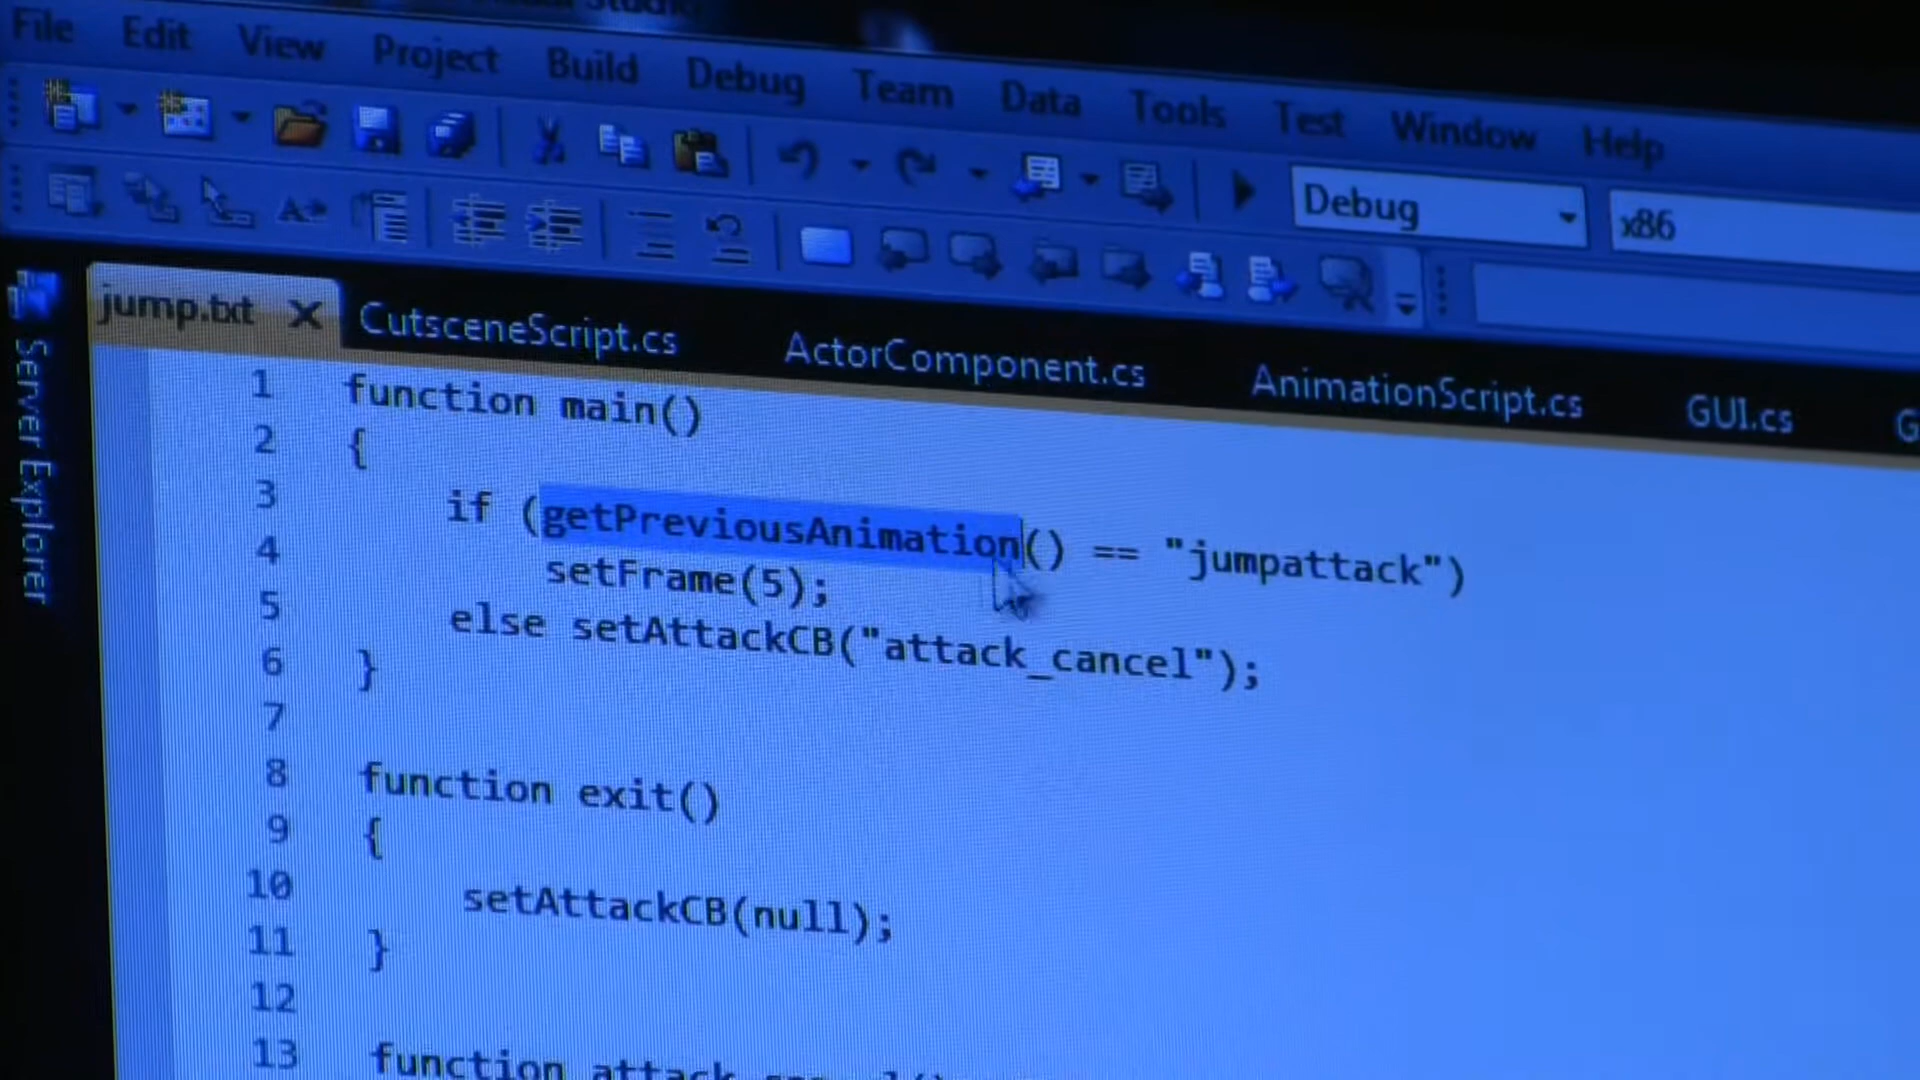 File Edit View Project Build Debug Team Data Tools Test Window Help
Debug x86
jump.txt X CutsceneScript.cs ActorComponent.cs AnimationScript.cs GUI.cs G
Server Explorer
1 function main()
2 {
3 if (getPreviousAnimation() == "jumpattack")
4 setFrame(5);
5 else setAttackCB("attack_cancel");
6 }
7
8 function exit()
9 {
10 setAttackCB(null);
11 }
12
13 function